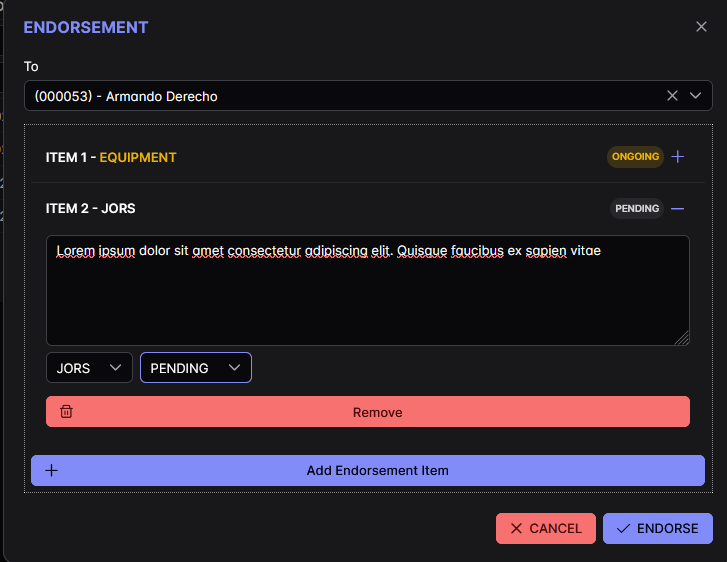 ENDORSEMENT
To
(000053) - Armando Derecho
ITEM 1 - EQUIPMENT ONGOING
ITEM 2 - JORS PENDING
Lorem ipsum dolor sit amet consectetur adipiscing elit. Quisque faucibus ex sapien vitae
JORS PENDING
Remove
Add Endorsement Item
CANCEL ENDORSE